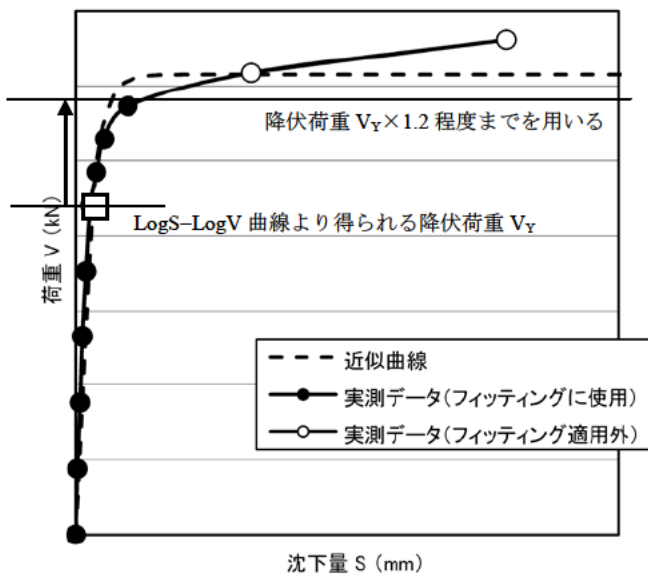 降伏荷重 VY×1.2 程度までを用いる
LogS–LogV 曲線より得られる降伏荷重 VY
荷重 V (kN)
近似曲線
実測データ(フィッティングに使用)
実測データ(フィッティング適用外)
沈下量 S (mm)